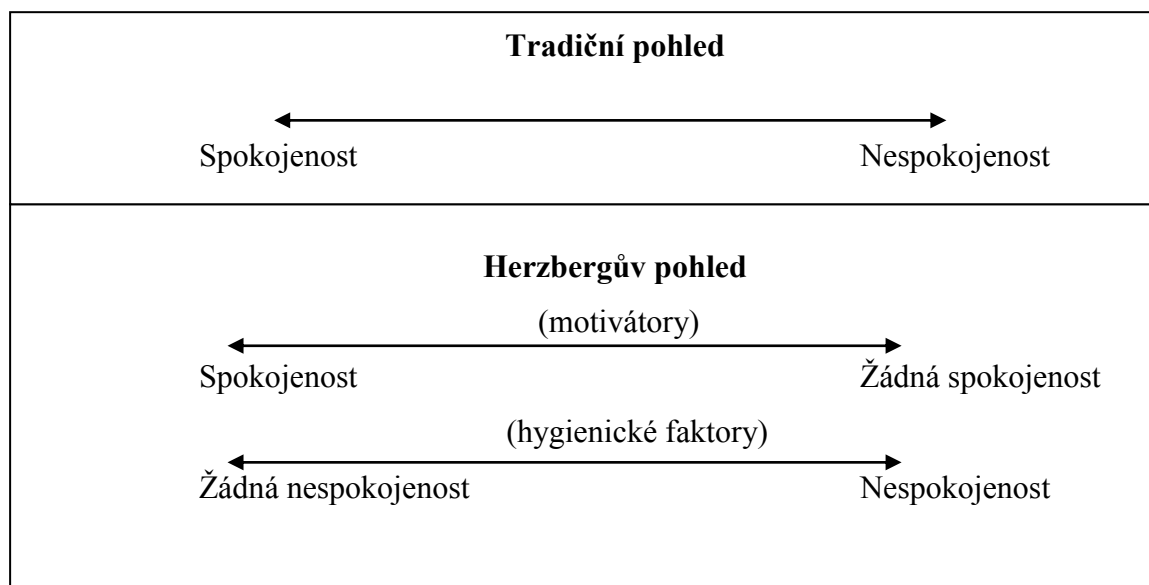 Tradiční pohled
Spokojenost Nespokojenost
Herzbergův pohled
(motivátory)
Spokojenost Žádná spokojenost
(hygienické faktory)
Žádná nespokojenost Nespokojenost